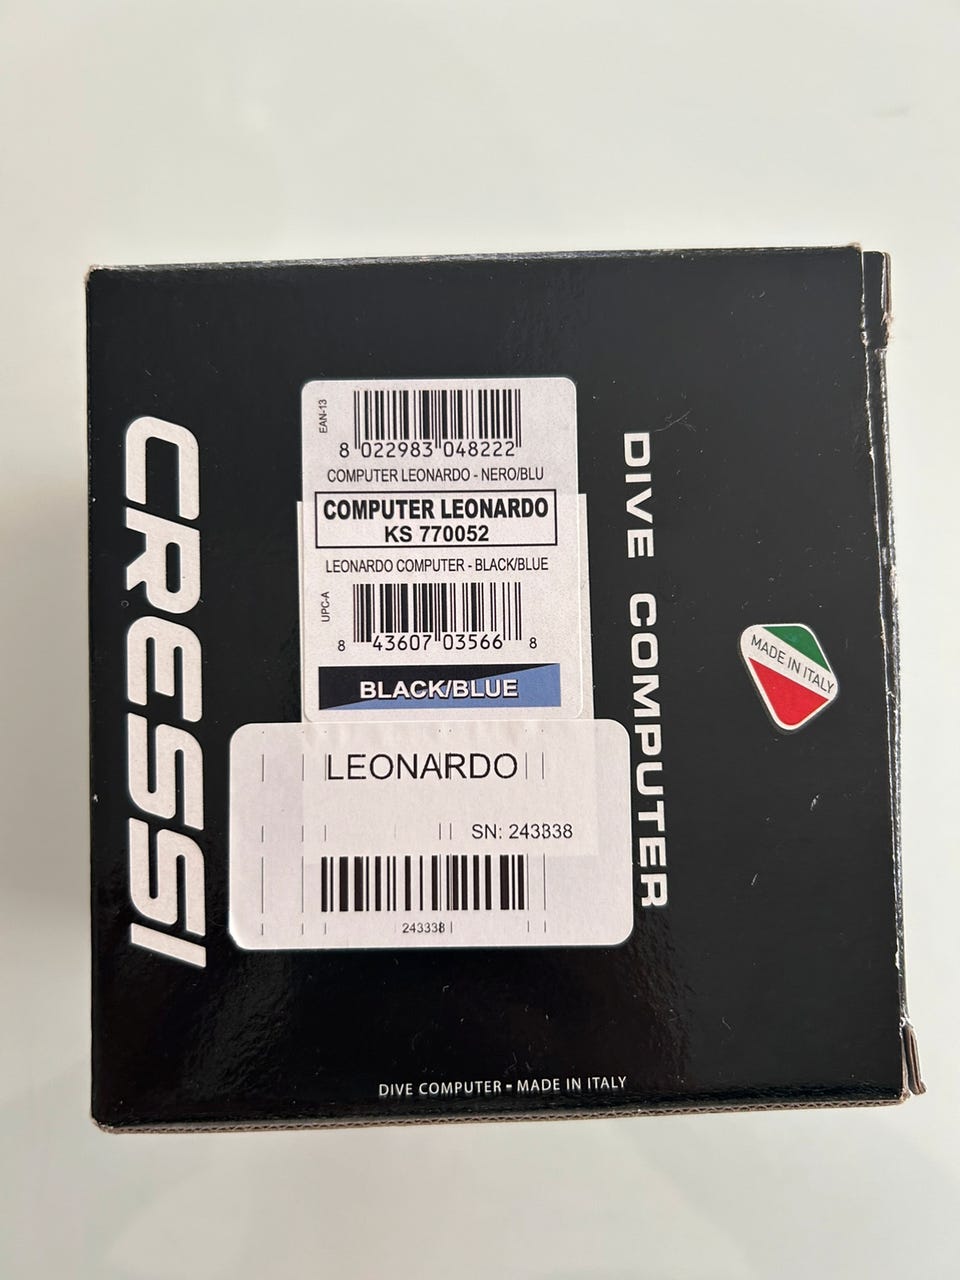 CRESSI
EAN-13
8 022983 048222
COMPUTER LEONARDO - NERO/BLU
COMPUTER LEONARDO
KS 770052
LEONARDO COMPUTER - BLACK/BLUE
UPC-A
8 43607 03566 8
BLACK/BLUE
LEONARDO
SN: 243338
243338
DIVE COMPUTER
MADE IN ITALY
DIVE COMPUTER - MADE IN ITALY